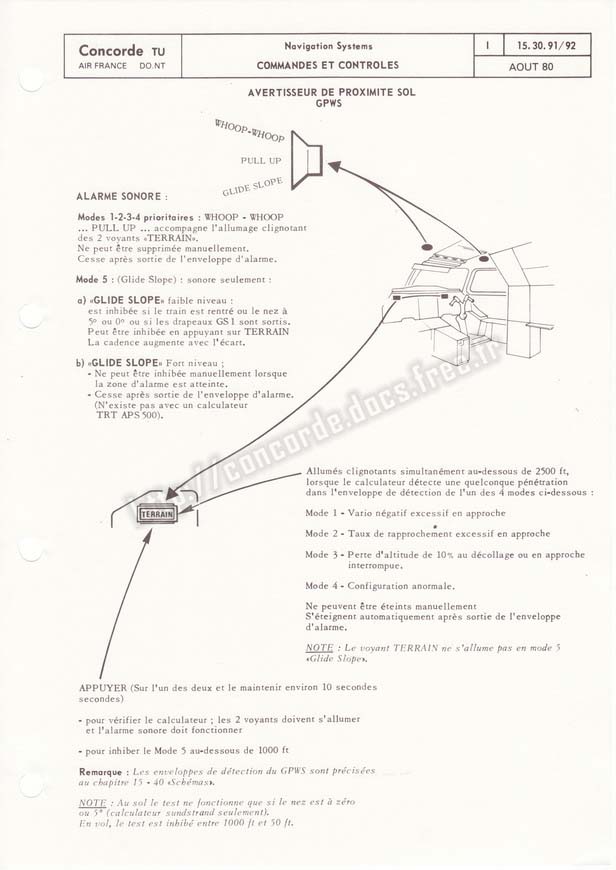 Concorde TU
AIR FRANCE DO.NT
Navigation Systems
COMMANDES ET CONTROLES
I
15.30.91/92
AOUT 80
AVERTISSEUR DE PROXIMITE SOL
GPWS
WHOOP-WHOOP
PULL UP
GLIDE SLOPE
ALARME SONORE :
Modes 1-2-3-4 prioritaires : WHOOP - WHOOP
... PULL UP ... accompagne l'allumage clignotant
des 2 voyants «TERRAIN».
Ne peut être supprimée manuellement.
Cesse après sortie de l'enveloppe d'alarme.
Mode 5 : (Glide Slope) : sonore seulement :
a) «GLIDE SLOPE» faible niveau :
est inhibée si le train est rentré ou le nez à
5º ou 0º ou si les drapeaux GS1 sont sortis.
Peut être inhibée en appuyant sur TERRAIN
La cadence augmente avec l'écart.
b) «GLIDE SLOPE» Fort niveau ;
- Ne peut être inhibée manuellement lorsque
la zone d'alarme est atteinte.
- Cesse après sortie de l'enveloppe d'alarme.
(N'existe pas avec un calculateur
TRT APS 500).
http://concorde.docs.free.fr
Allumés clignotants simultanément au-dessous de 2500 ft,
lorsque le calculateur détecte une quelconque pénétration
dans l'enveloppe de détection de l'un des 4 modes ci-dessous :
TERRAIN
Mode 1 - Vario négatif excessif en approche
Mode 2 - Taux de rapprochement excessif en approche
Mode 3 - Perte d'altitude de 10% au décollage ou en approche
interrompue.
Mode 4 - Configuration anormale.
Ne peuvent être éteints manuellement
S'éteignent automatiquement après sortie de l'enveloppe
d'alarme.
NOTE : Le voyant TERRAIN ne s'allume pas en mode 5
«Glide Slope».
APPUYER (Sur l'un des deux et le maintenir environ 10 secondes
secondes)
- pour vérifier le calculateur ; les 2 voyants doivent s'allumer
et l'alarme sonore doit fonctionner
- pour inhiber le Mode 5 au-dessous de 1000 ft
Remarque : Les enveloppes de détection du GPWS sont précisées
au chapitre 15 - 40 «Schémas».
NOTE : Au sol le test ne fonctionne que si le nez est à zéro
ou 5° (calculateur sundstrand seulement).
En vol, le test est inhibé entre 1000 ft et 50 ft.